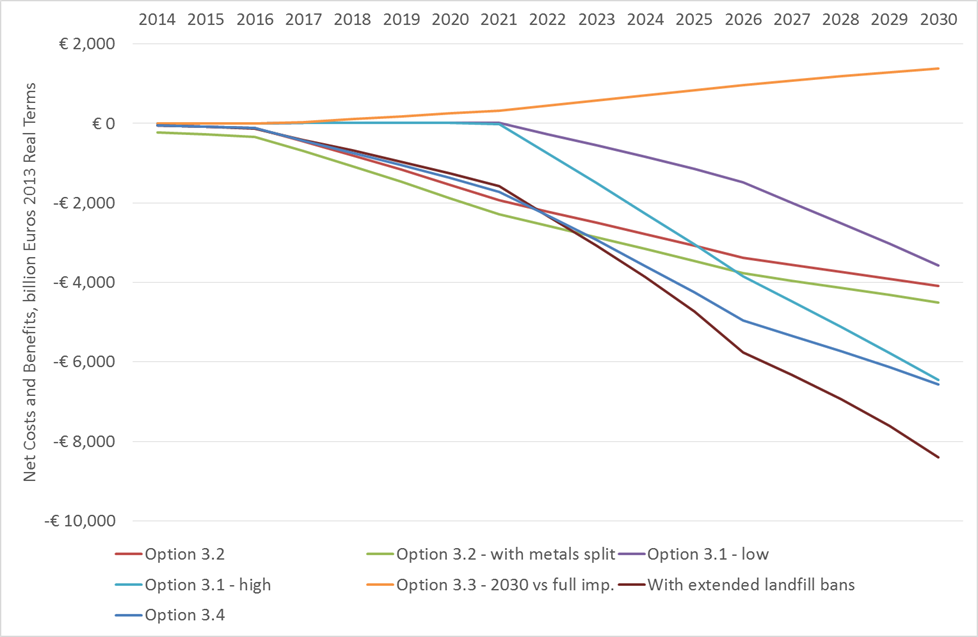 2014 2015 2016 2017 2018 2019 2020 2021 2022 2023 2024 2025 2026 2027 2028 2029 2030
€ 2,000
€ 0
-€ 2,000
-€ 4,000
-€ 6,000
-€ 8,000
-€ 10,000
Net Costs and Benefits, billion Euros 2013 Real Terms
Option 3.2 Option 3.2 - with metals split Option 3.1 - low
Option 3.1 - high Option 3.3 - 2030 vs full imp. With extended landfill bans
Option 3.4